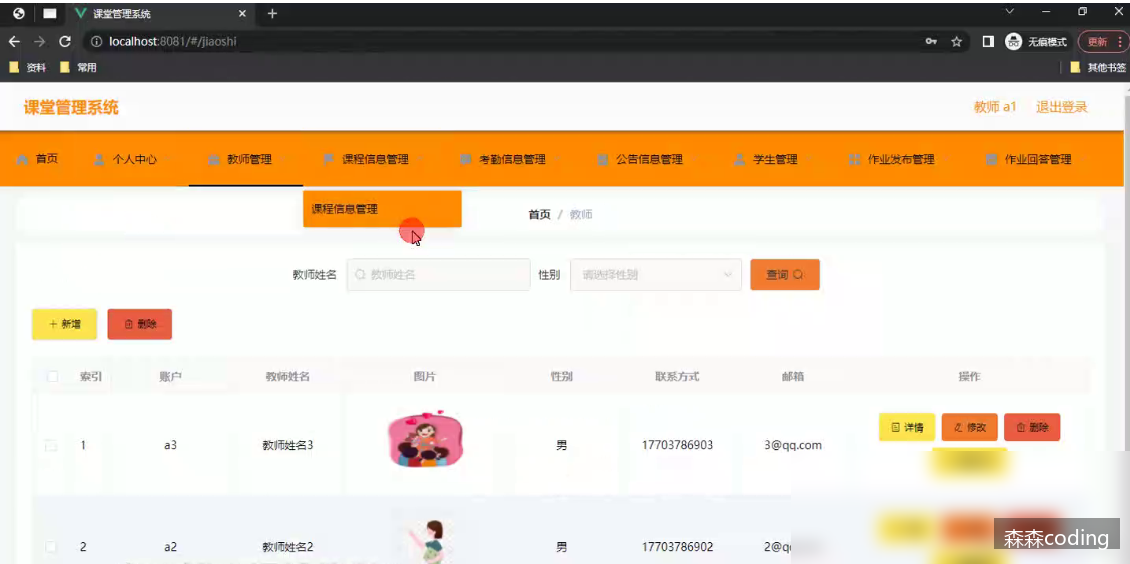 课堂管理系统
localhost:8081/#/jiaoshi
无痕模式
更新
资料 常用 其他书签
课堂管理系统 教师 a1 退出登录
首页 个人中心 教师管理 课程信息管理 考勤信息管理 公告信息管理 学生管理 作业发布管理 作业回答管理
课程信息管理
首页 / 教师
教师姓名 教师姓名 性别 请选择性别 查询
新增 删除
索引 账户 教师姓名 图片 性别 联系方式 邮箱 操作
1 a3 教师姓名3 男 17703786903 3@qq.com 详情 修改 删除
2 a2 教师姓名2 男 17703786902
森森coding